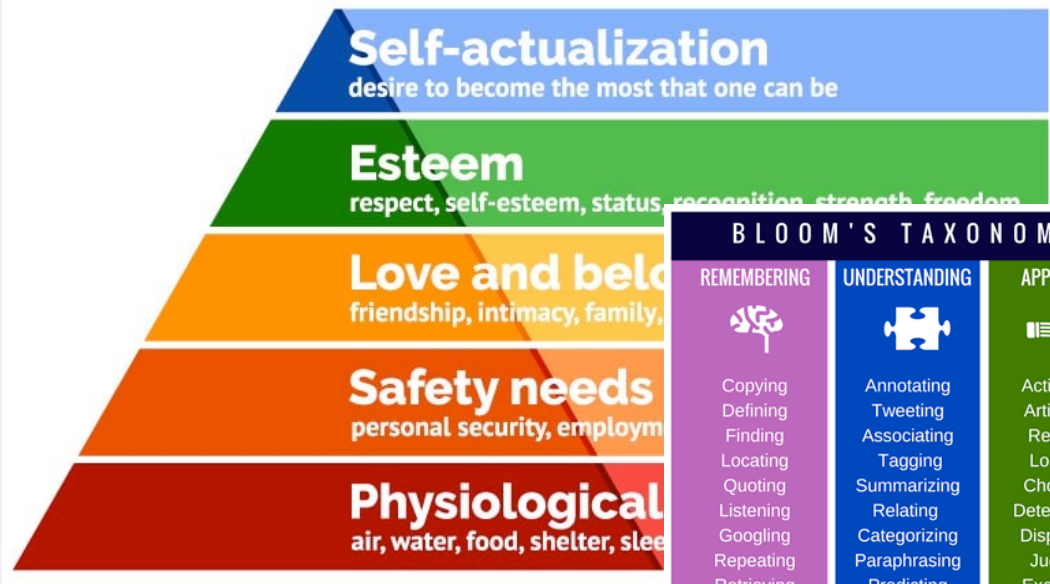 Self-actualization
desire to become the most that one can be
Esteem
respect, self-esteem, status, recognition, strength, freedom
Love and belo
friendship, intimacy, family,
Safety needs
personal security, employm
Physiological
air, water, food, shelter, slee
BLOOM'S TAXONOM
REMEMBERING
Copying
Defining
Finding
Locating
Quoting
Listening
Googling
Repeating
Retrieving
UNDERSTANDING
Annotating
Tweeting
Associating
Tagging
Summarizing
Relating
Categorizing
Paraphrasing
Predicting
APP
Acti
Arti
Re
Lo
Cho
Dete
Disp
Ju